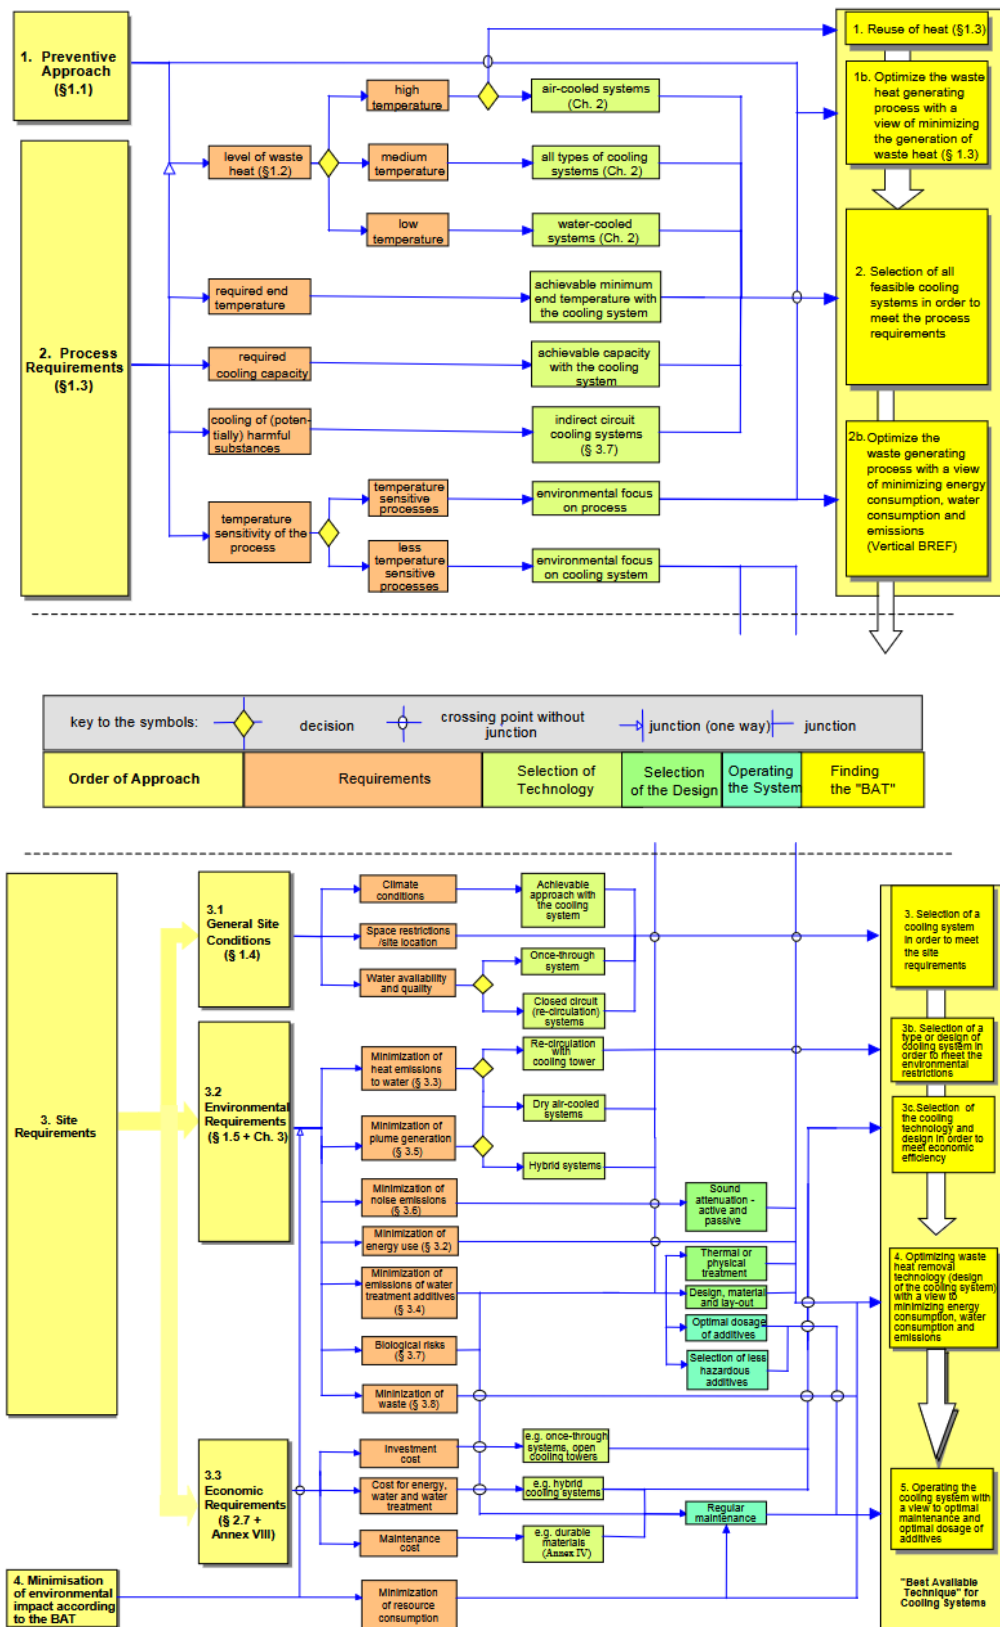 1. Preventive
Approach
(§1.1)
2. Process
Requirements
(§1.3)
high
temperature
level of waste
heat (§1.2)
medium
temperature
low
temperature
required end
temperature
required
cooling capacity
cooling of (poten-
tially) harmful
substances
temperature
sensitivity of the
process
temperature
sensitive
processes
less
temperature
sensitive
processes
air-cooled systems
(Ch. 2)
all types of cooling
systems (Ch. 2)
water-cooled
systems (Ch. 2)
achievable minimum
end temperature with
the cooling system
achievable capacity
with the cooling
system
indirect circuit
cooling systems
(§ 3.7)
environmental focus
on process
environmental focus
on cooling system
1. Reuse of heat (§1.3)
1b. Optimize the waste
heat generating
process with a
view of minimizing
the generation of
waste heat (§ 1.3)
2. Selection of all
feasible cooling
systems in order to
meet the process
requirements
2b. Optimize the
waste generating
process with a view
of minimizing energy
consumption, water
consumption and
emissions
(Vertical BREF)
key to the symbols:
decision
crossing point without
junction
junction (one way)
junction
Order of Approach
Requirements
Selection of
Technology
Selection
of the Design
Operating
the System
Finding
the "BAT"
3. Site
Requirements
4. Minimisation
of environmental
impact according
to the BAT
3.1
General Site
Conditions
(§ 1.4)
3.2
Environmental
Requirements
(§ 1.5 + Ch. 3)
3.3
Economic
Requirements
(§ 2.7 +
Annex VIII)
Climate
conditions
Space restrictions
/site location
Water availability
and quality
Minimization of
heat emissions
to water (§ 3.3)
Minimization of
plume generation
(§ 3.5)
Minimization of
noise emissions
(§ 3.6)
Minimization of
energy use (§ 3.2)
Minimization of
emissions of water
treatment additives
(§ 3.4)
Biological risks
(§ 3.7)
Mininization of
waste (§ 3.8)
Investment
cost
Cost for energy,
water and water
treatment
Maintenance
cost
Minimization
of resource
consumption
Achievable
approach with
the cooling
system
Once-through
system
Closed circuit
(re-circulation)
systems
Re-circulation
with
cooling tower
Dry air-cooled
systems
Hybrid systems
e.g. once-through
systems, open
cooling towers
e.g. hybrid
cooling systems
e.g. durable
materials
(Annex IV)
Sound
attenuation -
active and
passive
Thermal or
physical
treatment
Design, material
and lay-out
Optimal dosage
of additives
Selection of less
hazardous
additives
Regular
maintenance
3. Selection of a
cooling system
in order to meet
the site
requirements
3b. Selection of a
type or design of
cooling system in
order to meet the
environmental
restrictions
3c.Selection of
the cooling
technology and
design in order to
meet economic
efficiency
4. Optimizing waste
heat removal
technology (design
of the cooling system)
with a view to
minimizing energy
consumption, water
consumption and
emissions
5. Operating the
cooling system with
a view to optimal
maintenance and
optimal dosage of
additives
"Best Available
Technique" for
Cooling Systems